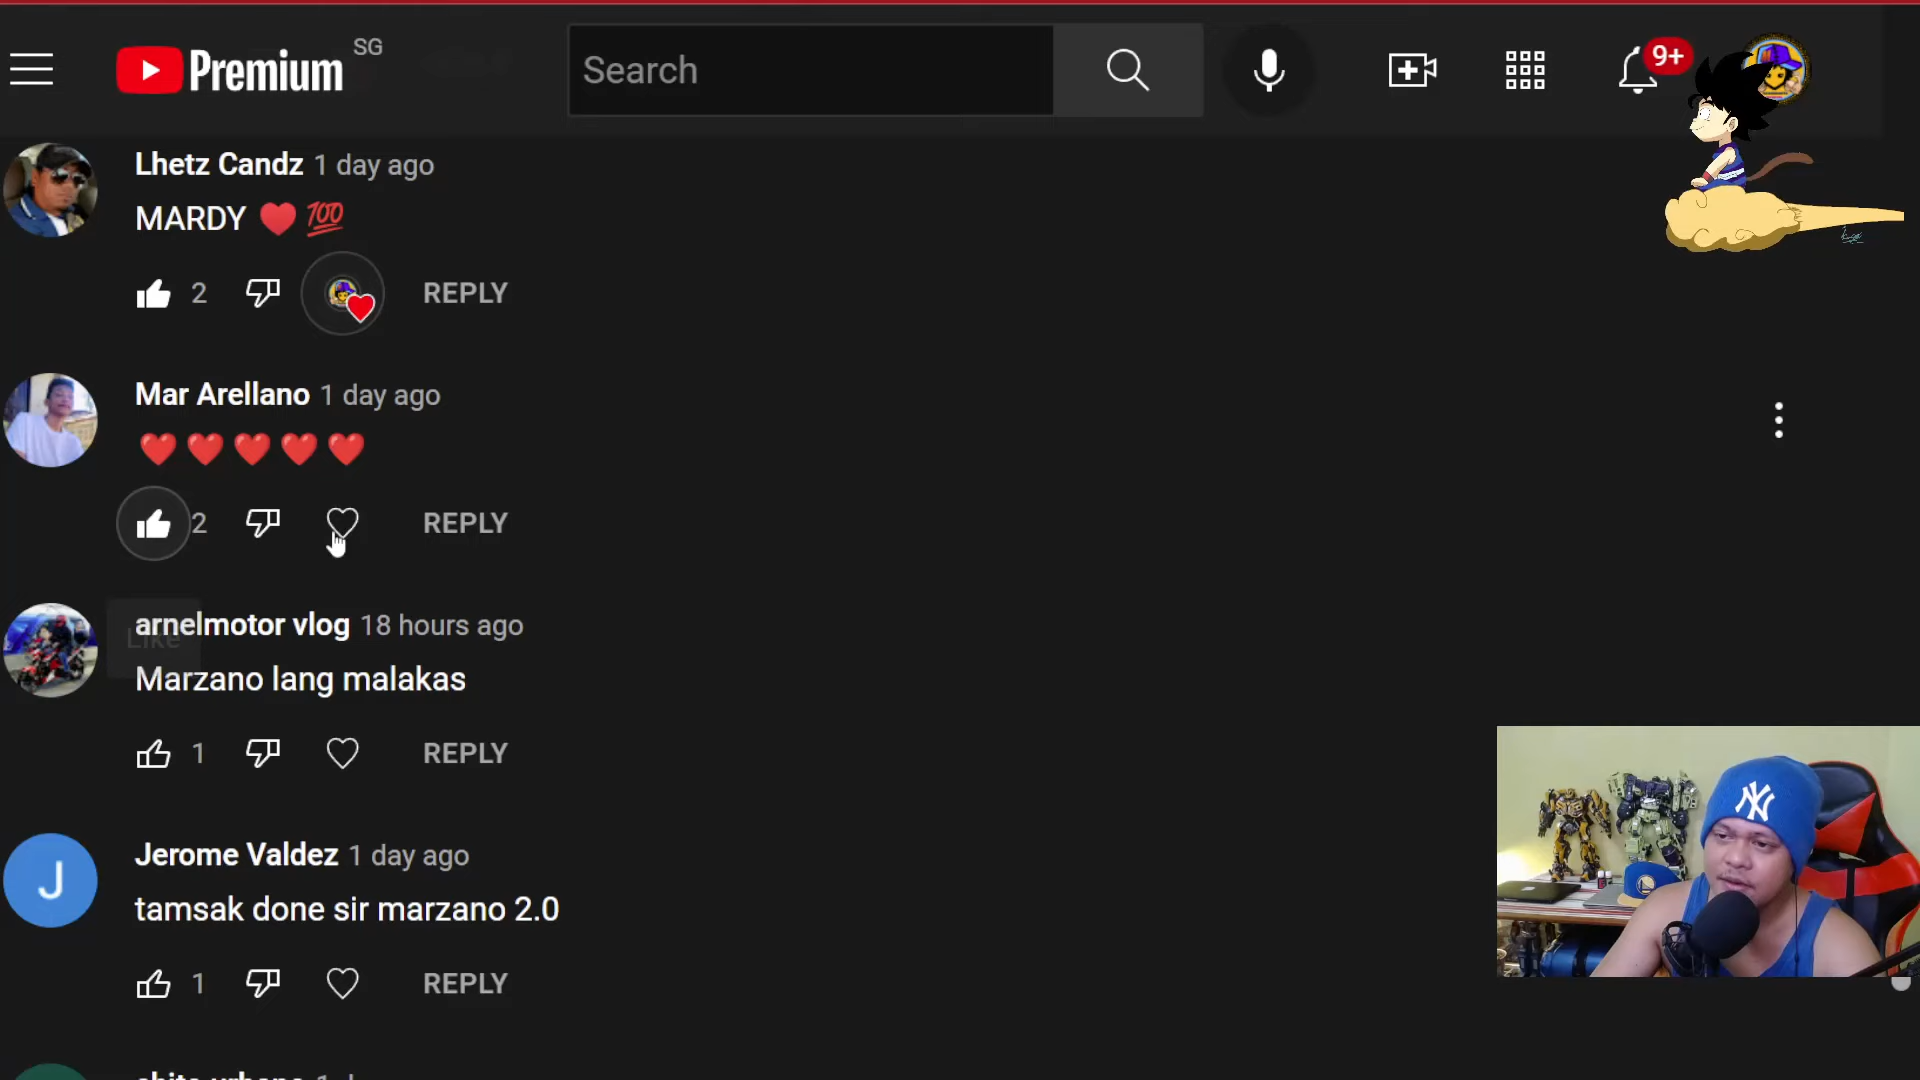 Premium SG
Search
9+
Lhetz Candz 1 day ago
MARDY ❤️ 💯
2 REPLY
Mar Arellano 1 day ago
❤️❤️❤️❤️❤️
2 REPLY
arnelmotor vlog 18 hours ago
Like
Marzano lang malakas
1 REPLY
J
Jerome Valdez 1 day ago
tamsak done sir marzano 2.0
1 REPLY
NY